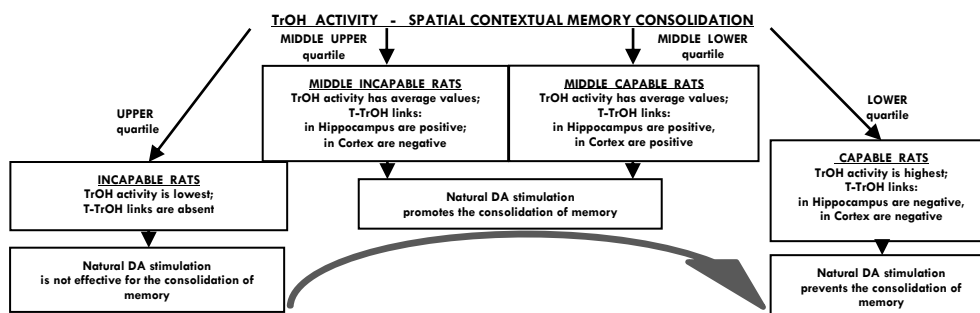 TrOH ACTIVITY - SPATIAL CONTEXTUAL MEMORY CONSOLIDATION
UPPER
quartile
MIDDLE UPPER
quartile
MIDDLE LOWER
quartile
LOWER
quartile
INCAPABLE RATS
TrOH activity is lowest;
T-TrOH links are absent
MIDDLE INCAPABLE RATS
TrOH activity has average values;
T-TrOH links:
in Hippocampus are positive;
in Cortex are negative
MIDDLE CAPABLE RATS
TrOH activity has average values;
T-TrOH links:
in Hippocampus are positive,
in Cortex are positive
CAPABLE RATS
TrOH activity is highest;
T-TrOH links:
in Hippocampus are negative,
in Cortex are negative
Natural DA stimulation
is not effective for the consolidation of
memory
Natural DA stimulation
promotes the consolidation of memory
Natural DA stimulation
prevents the consolidation of
memory